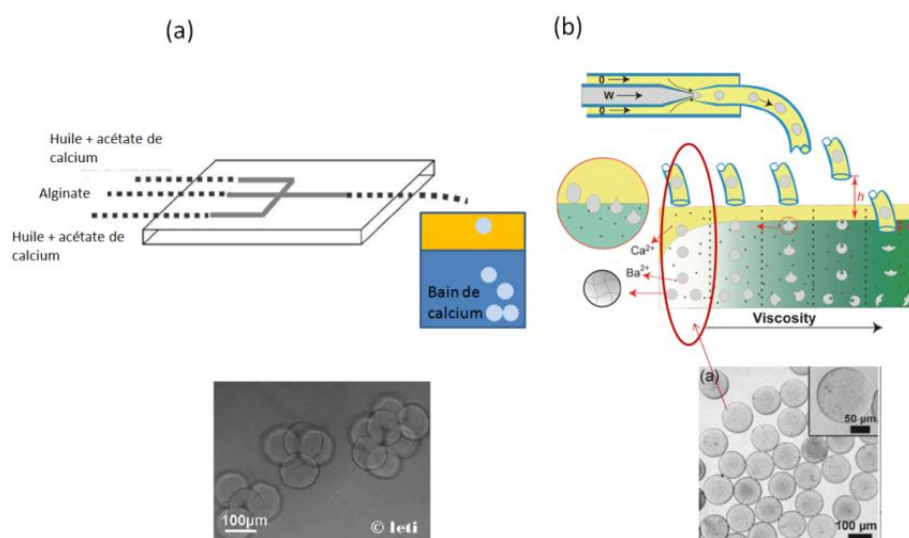 (a)
Huile + acétate de
calcium
Alginate
Huile + acétate de
calcium
Bain de
calcium
100µm
© leti
(b)
O
W
O
h
Ca²⁺
Ba²⁺
Viscosity
(a)
50 µm
100 µm